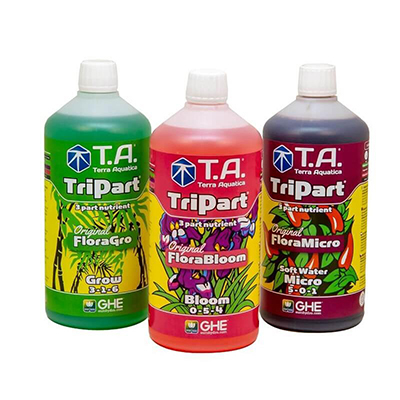 T.A.
Terra Aquatica
TriPart
3 part nutrient
Original
FloraGro
Grow
3-1-6
GHE
T.A.
Terra Aquatica
TriPart
3 part nutrient
Original
FloraBloom
Bloom
0-5-4
GHE
T.A.
Terra Aquatica
TriPart
3 part nutrient
Original
FloraMicro
Soft Water
Micro
5-0-1
GHE